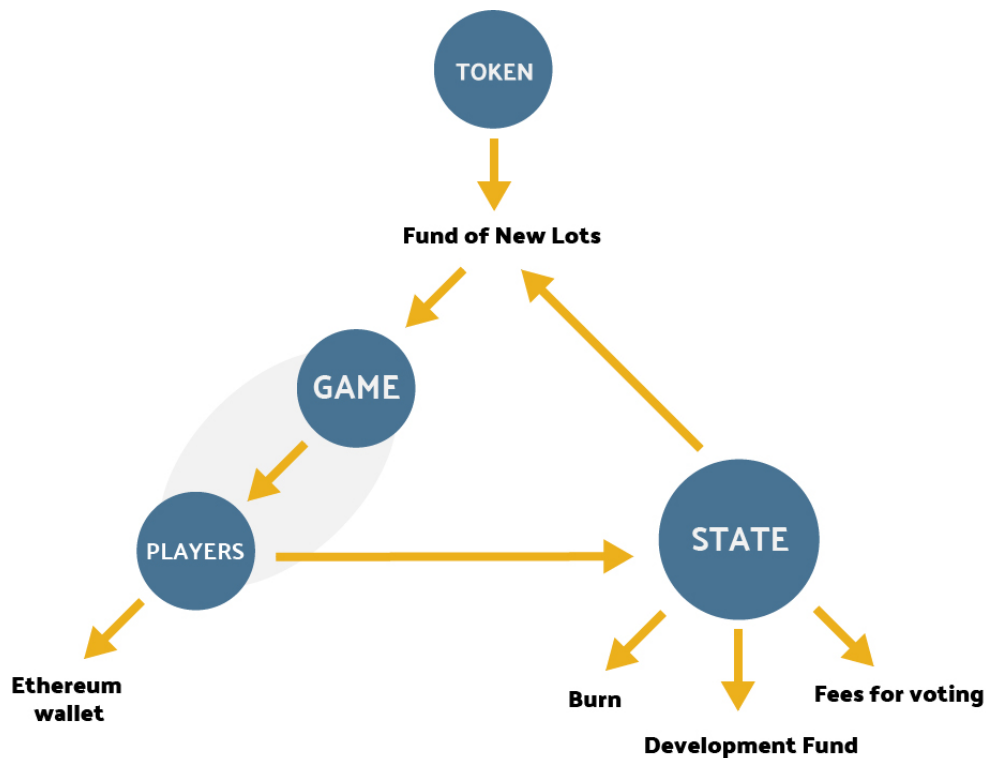 TOKEN
Fund of New Lots
GAME
PLAYERS
STATE
Ethereum
wallet
Burn
Fees for voting
Development Fund